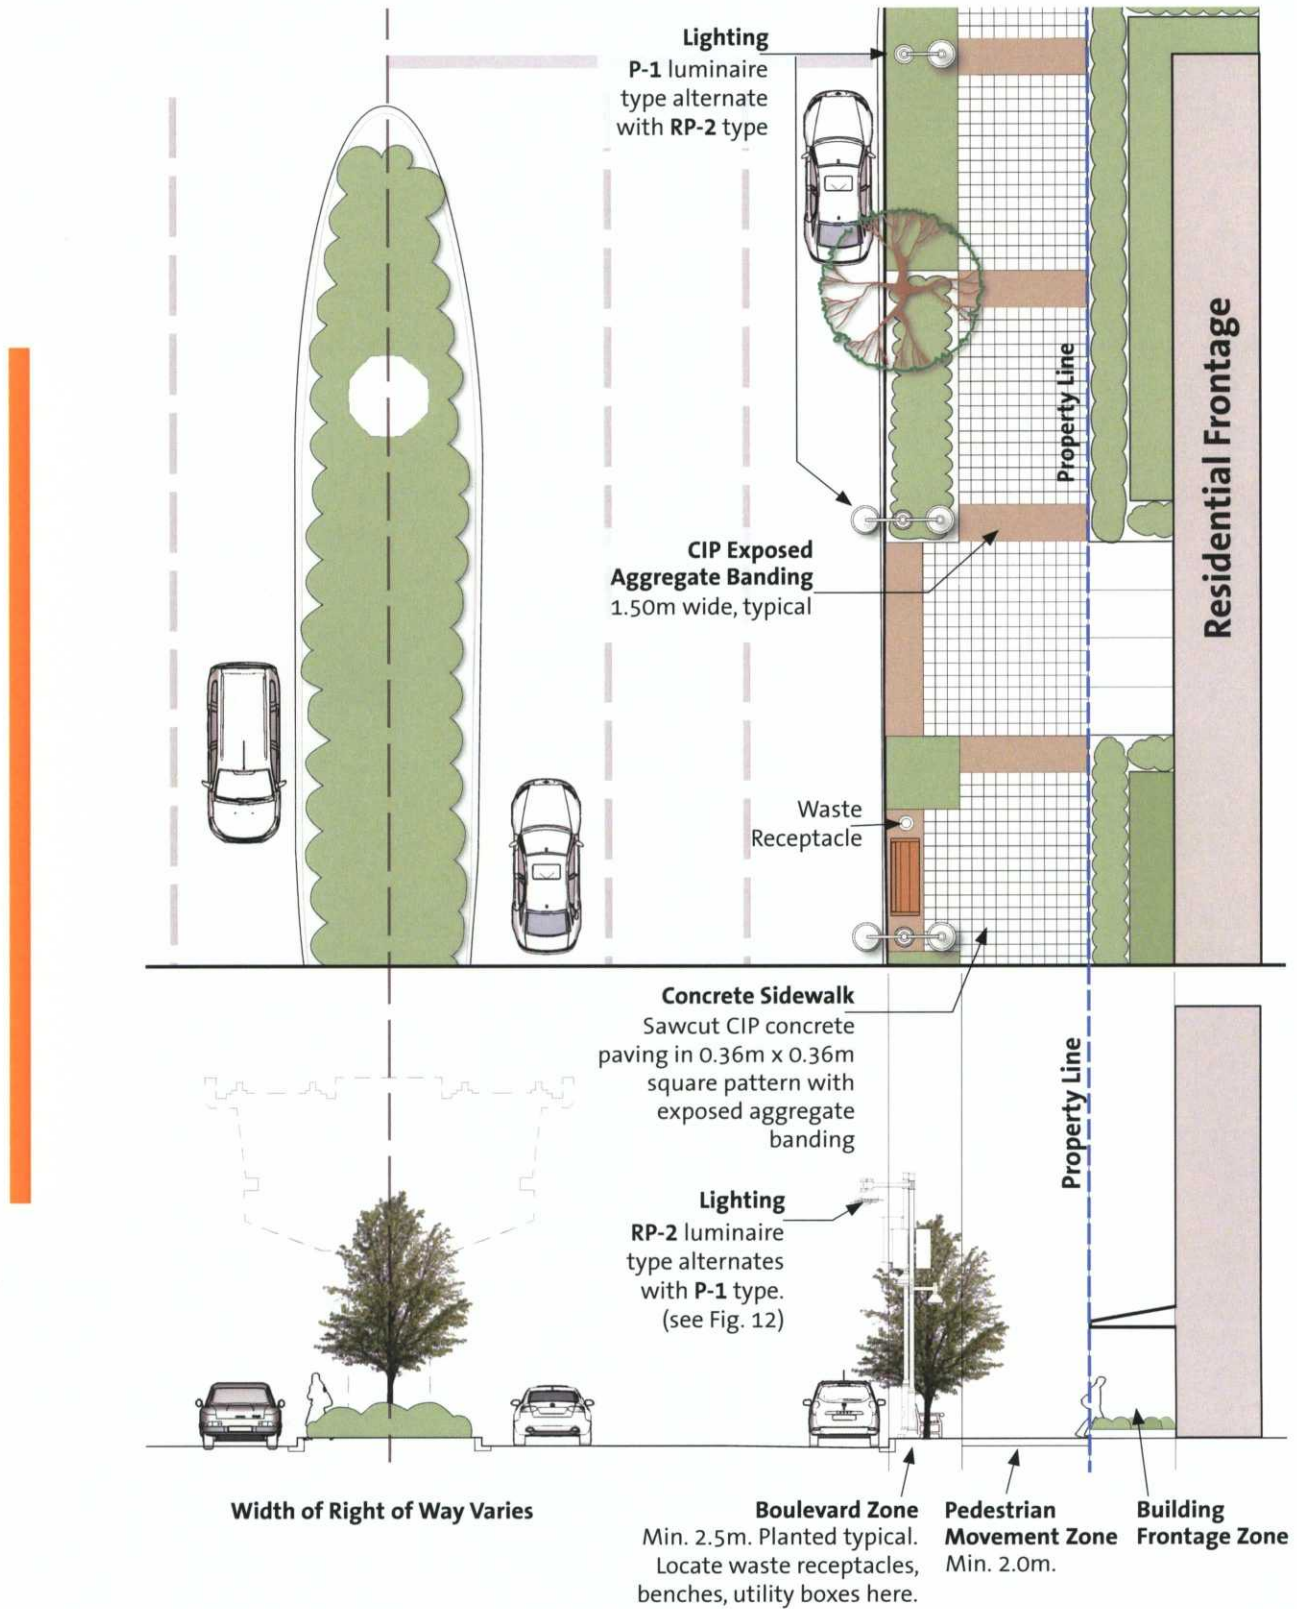 Lighting
P-1 luminaire
type alternate
with RP-2 type
Property Line
Residential Frontage
CIP Exposed
Aggregate Banding
1.50m wide, typical
Waste
Receptacle
Concrete Sidewalk
Sawcut CIP concrete
paving in 0.36m x 0.36m
square pattern with
exposed aggregate
banding
Property Line
Lighting
RP-2 luminaire
type alternates
with P-1 type.
(see Fig. 12)
Width of Right of Way Varies
Boulevard Zone
Min. 2.5m. Planted typical.
Locate waste receptacles,
benches, utility boxes here.
Pedestrian
Movement Zone
Min. 2.0m.
Building
Frontage Zone